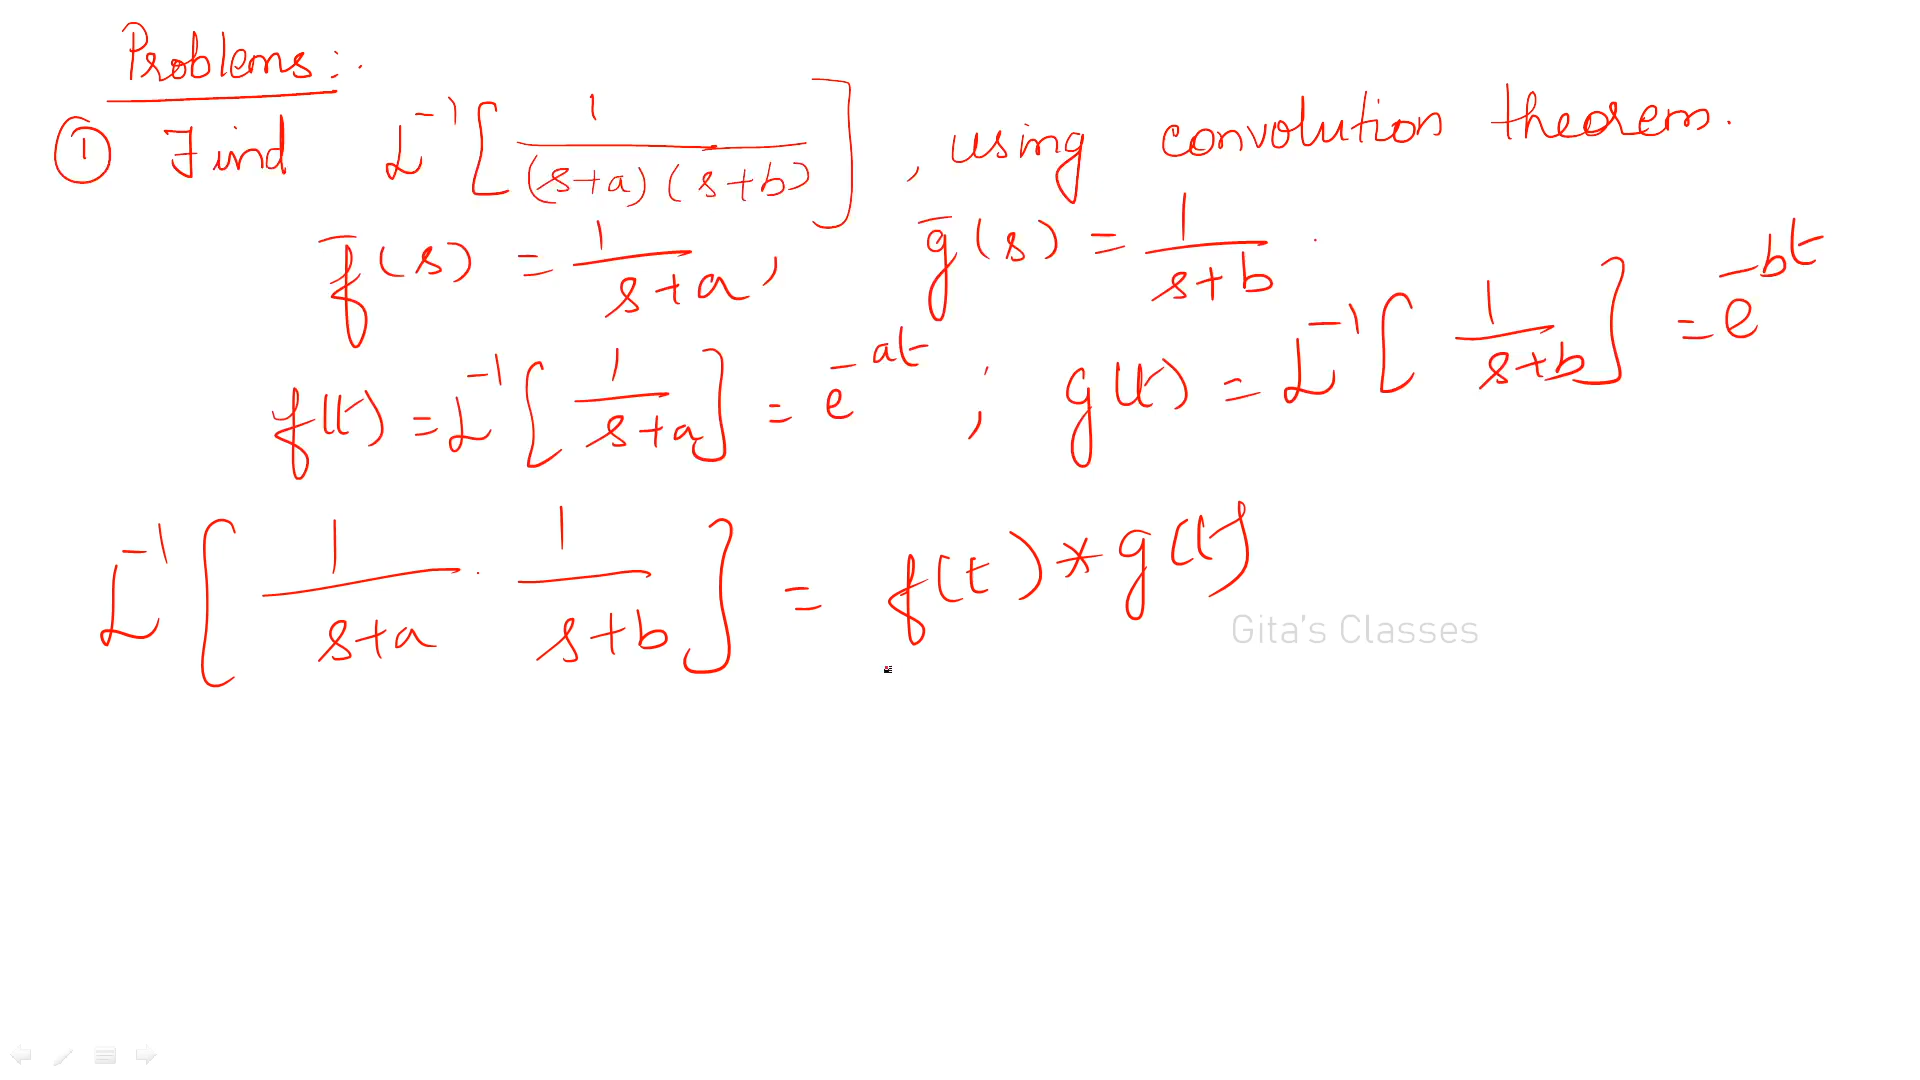 Problems:.
① Find L⁻¹[1/((s+a)(s+b))], using convolution theorem.
f̄(s) = 1/(s+a), ḡ(s) = 1/(s+b).
f(t) = L⁻¹[1/(s+a)] = e^(-at) ; g(t) = L⁻¹[1/(s+b)] = e^(-bt)
L⁻¹[1/(s+a) · 1/(s+b)] = f(t) * g(t)
Gita's Classes